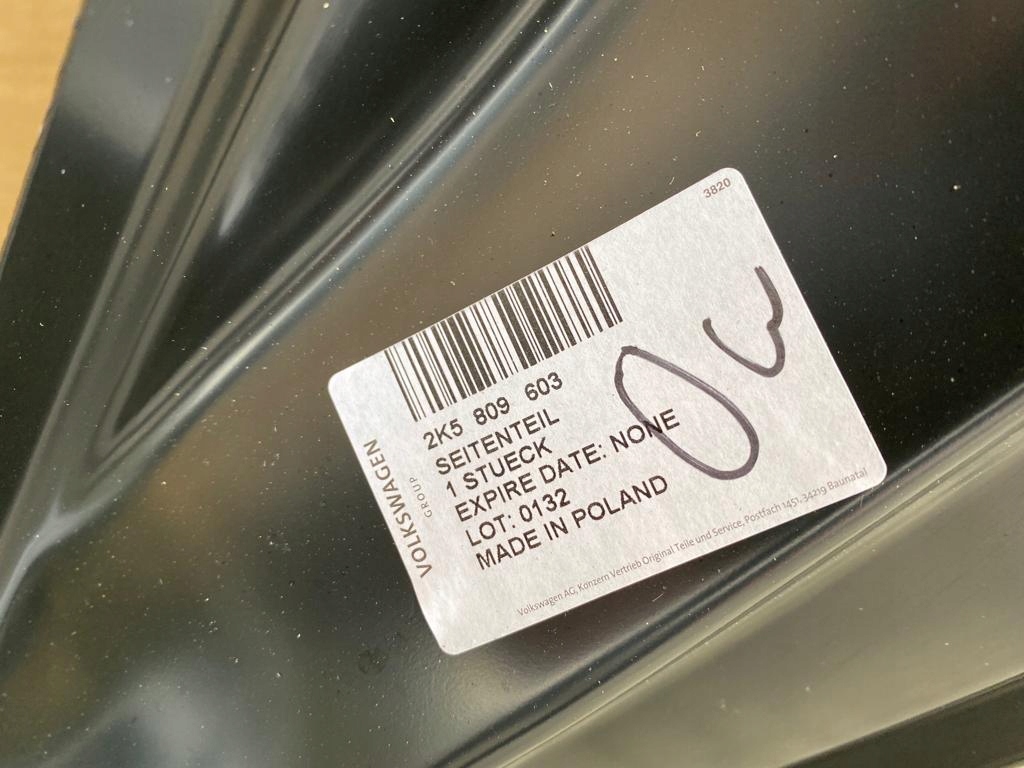 3820
2K5 809 603
SEITENTEIL
1 STUECK
EXPIRE DATE: NONE
LOT: 0132
MADE IN POLAND
VOLKSWAGEN
GROUP
Volkswagen AG, Konzern Vertrieb Original Teile und Service, Postfach 1451, 34219 Baunatal